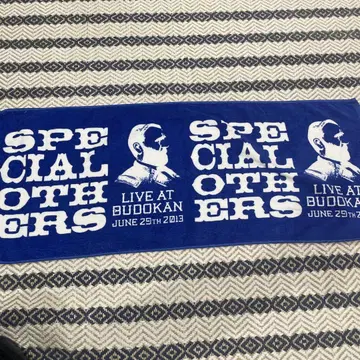 SPE
CIAL
OTH
ERS
LIVE AT
BUDOKAN
JUNE 29TH 2013
SPE
CIAL
OTH
ERS
LIVE AT
BUDOKAN
JUNE 29TH 2